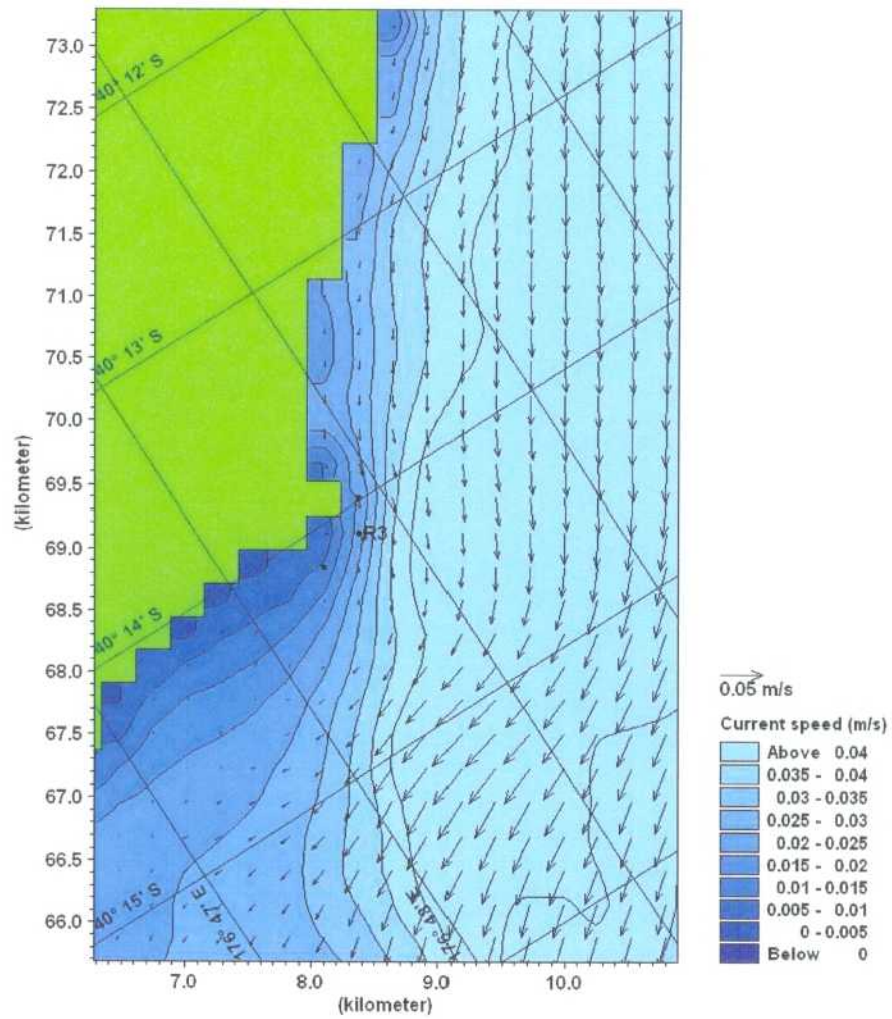 73.0
72.5
72.0
71.5
71.0
70.5
70.0
69.5
69.0
68.5
68.0
67.5
67.0
66.5
66.0
(kilometer)
40° 12' S
40° 13' S
40° 14' S
40° 15' S
176° 47' E
176° 48' E
R3
7.0 8.0 9.0 10.0
(kilometer)
0.05 m/s
Current speed (m/s)
Above 0.04
0.035 - 0.04
0.03 - 0.035
0.025 - 0.03
0.02 - 0.025
0.015 - 0.02
0.01 - 0.015
0.005 - 0.01
0 - 0.005
Below 0